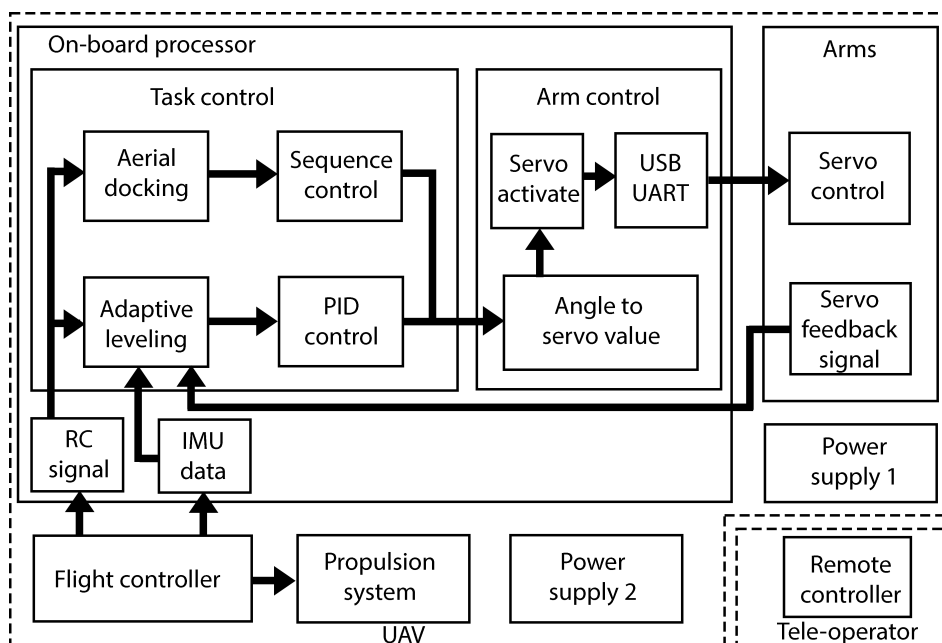 On-board processor
Task control
Aerial
docking
Sequence
control
Adaptive
leveling
PID
control
Arm control
Servo
activate
USB
UART
Angle to
servo value
Arms
Servo
control
Servo
feedback
signal
RC
signal
IMU
data
Power
supply 1
Flight controller
Propulsion
system
Power
supply 2
UAV
Remote
controller
Tele-operator